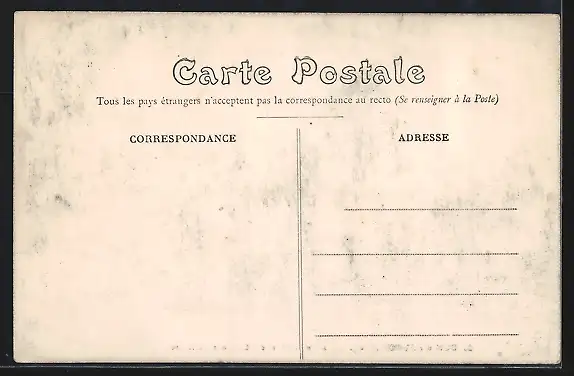 Carte Postale
Tous les pays étrangers n'acceptent pas la correspondance au recto (Se renseigner à la Poste)
CORRESPONDANCE
ADRESSE